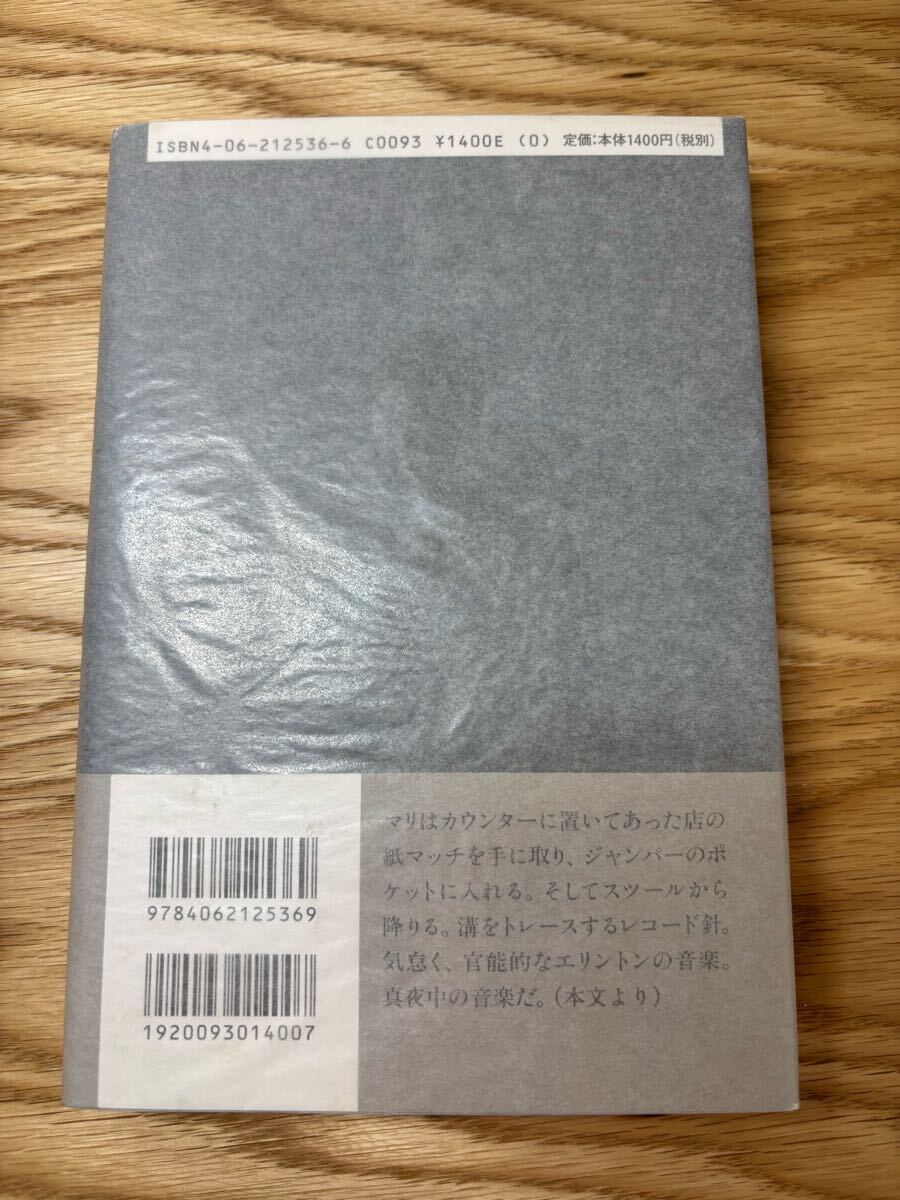 ISBN4-06-212536-6 C0093 ¥1400E (0) 定価：本体1400円（税別）
9784062125369
1920093014007
マリはカウンターに置いてあった店の
紙マッチを手に取り、ジャンパーのポ
ケットに入れる。そしてスツールから
降りる。溝をトレースするレコード針。
気怠く、官能的なエリントンの音楽。
真夜中の音楽だ。（本文より）